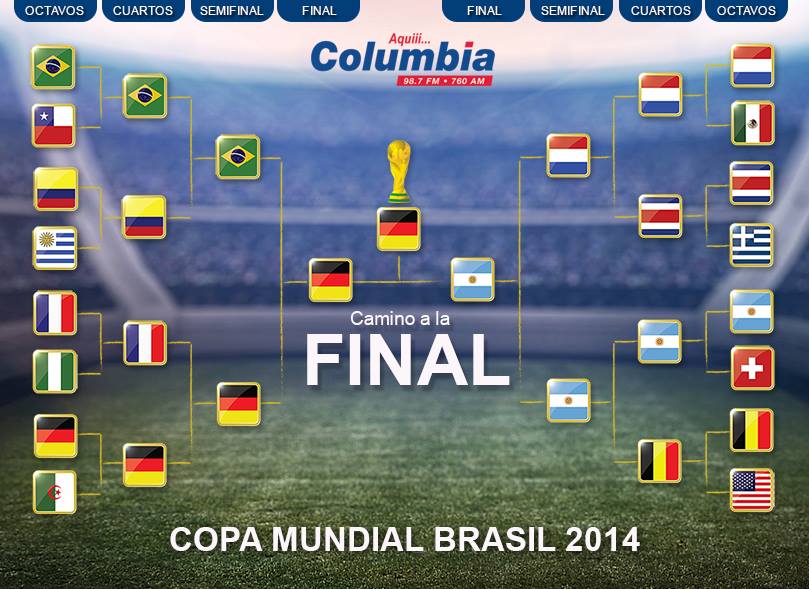 OCTAVOS CUARTOS SEMIFINAL FINAL FINAL SEMIFINAL CUARTOS OCTAVOS
Aquiii...
Columbia
98.7 FM • 760 AM
Camino a la
FINAL
COPA MUNDIAL BRASIL 2014